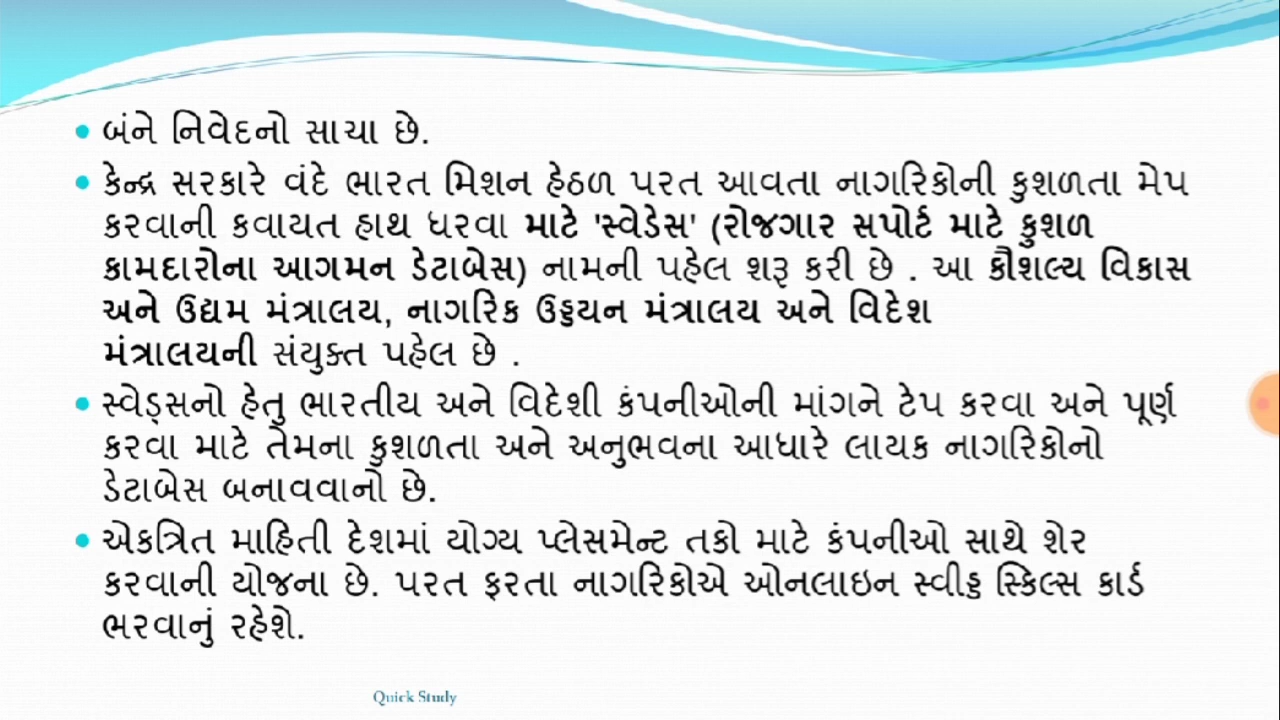 • બંને નિવેદનો સાચા છે.
• કેન્દ્ર સરકારે વંદે ભારત મિશન હેઠળ પરત આવતા નાગરિકોની કુશળતા મેપ
કરવાની કવાયત હાથ ધરવા માટે 'સ્વેડેસ' (રોજગાર સપોર્ટ માટે કુશળ
કામદારોના આગમન ડેટાબેસ) નામની પહેલ શરૂ કરી છે . આ કૌશલ્ય વિકાસ
અને ઉદ્યમ મંત્રાલય, નાગરિક ઉડ્ડયન મંત્રાલય અને વિદેશ
મંત્રાલયની સંયુક્ત પહેલ છે .
• સ્વેડ્સનો હેતુ ભારતીય અને વિદેશી કંપનીઓની માંગને ટેપ કરવા અને પૂર્ણ
કરવા માટે તેમના કુશળતા અને અનુભવના આધારે લાયક નાગરિકોનો
ડેટાબેસ બનાવવાનો છે.
• એકત્રિત માહિતી દેશમાં યોગ્ય પ્લેસમેન્ટ તકો માટે કંપનીઓ સાથે શેર
કરવાની યોજના છે. પરત ફરતા નાગરિકોએ ઓનલાઇન સ્વીડ્ડ સ્કિલ્સ કાર્ડ
ભરવાનું રહેશે.
Quick Study